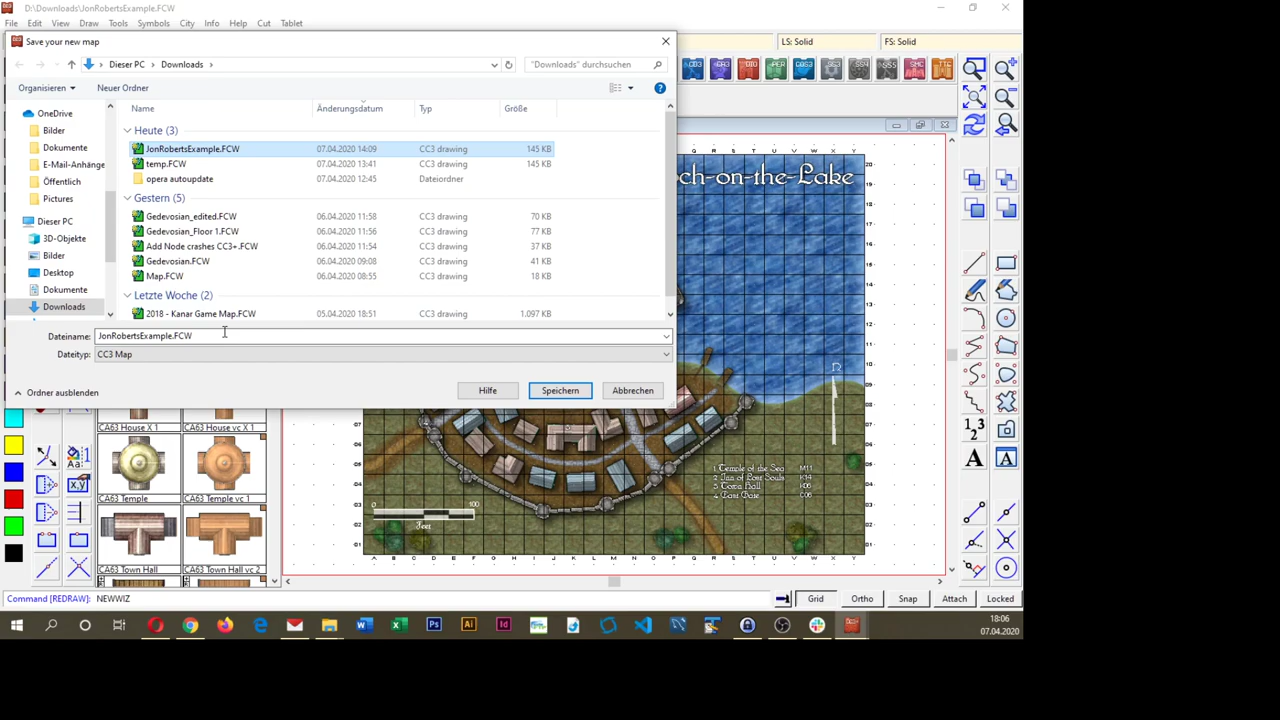 D:\Downloads\JonRobertsExample.FCW
File Edit View Draw Tools Symbols City Info Help Cut Tablet
Save your new map
LS: Solid
FS: Solid
Dieser PC > Downloads >
"Downloads" durchsuchen
Organisieren
Neuer Ordner
Name Änderungsdatum Typ Größe
OneDrive
Bilder
Dokumente
E-Mail-Anhänge
Öffentlich
Pictures
Dieser PC
3D-Objekte
Bilder
Desktop
Dokumente
Downloads
Heute (3)
JonRobertsExample.FCW 07.04.2020 14:09 CC3 drawing 145 KB
temp.FCW 07.04.2020 13:41 CC3 drawing 145 KB
opera autoupdate 07.04.2020 12:45 Dateiordner
Gestern (5)
Gedevosian_edited.FCW 06.04.2020 11:58 CC3 drawing 70 KB
Gedevosian_Floor 1.FCW 06.04.2020 11:55 CC3 drawing 77 KB
Add Node crashes CC3+.FCW 06.04.2020 11:54 CC3 drawing 37 KB
Gedevosian.FCW 06.04.2020 09:08 CC3 drawing 41 KB
Map.FCW 06.04.2020 08:55 CC3 drawing 18 KB
Letzte Woche (2)
2018 - Kanar Game Map.FCW 05.04.2020 18:51 CC3 drawing 1.097 KB
Dateiname: JonRobertsExample.FCW
Dateityp: CC3 Map
Ordner ausblenden
Hilfe
Speichern
Abbrechen
ch-on-the-Lake
1 Temple of the Sea M11
2 Inn of Lost Souls K14
3 Town Hall K06
4 East Gate
0 100
Feet
A B C D E F G H I J K L M N O P Q R S T U V W X Y
CA63 House X 1
CA63 House vc X 1
CA63 Temple
CA63 Temple vc 1
CA63 Town Hall
CA63 Town Hall vc 2
Command [REDRAW]: NEWWIZ
Grid
Ortho
Snap
Attach
Locked
18:06
07.04.2020